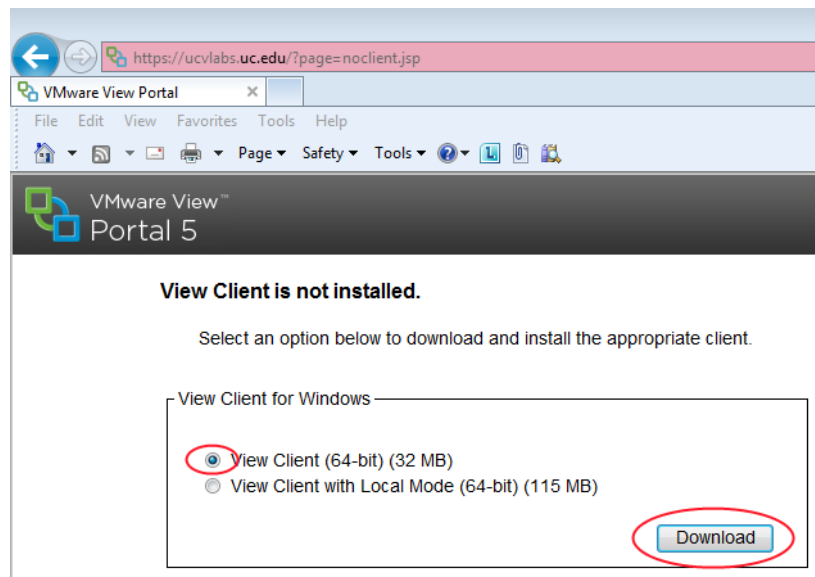 https://ucvlabs.uc.edu/?page=noclient.jsp
VMware View Portal
File Edit View Favorites Tools Help
Page Safety Tools
VMware View™
Portal 5
View Client is not installed.
Select an option below to download and install the appropriate client.
View Client for Windows
View Client (64-bit) (32 MB)
View Client with Local Mode (64-bit) (115 MB)
Download